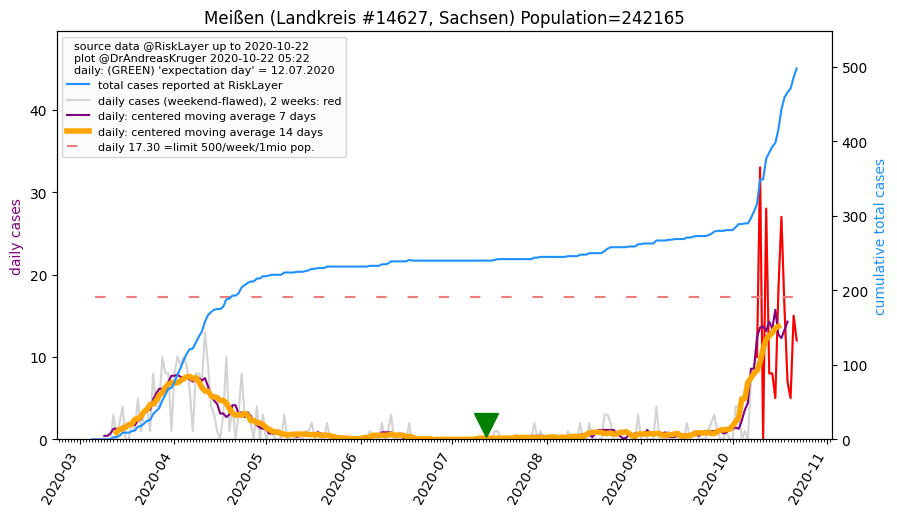 Meißen (Landkreis #14627, Sachsen) Population=242165
source data @RiskLayer up to 2020-10-22
plot @DrAndreasKruger 2020-10-22 05:22
daily: (GREEN) 'expectation day' = 12.07.2020
total cases reported at RiskLayer
daily cases (weekend-flawed), 2 weeks: red
daily: centered moving average 7 days
daily: centered moving average 14 days
daily 17.30 =limit 500/week/1mio pop.
daily cases
40
30
20
10
0
cumulative total cases
500
400
300
200
100
0
2020-03
2020-04
2020-05
2020-06
2020-07
2020-08
2020-09
2020-10
2020-11